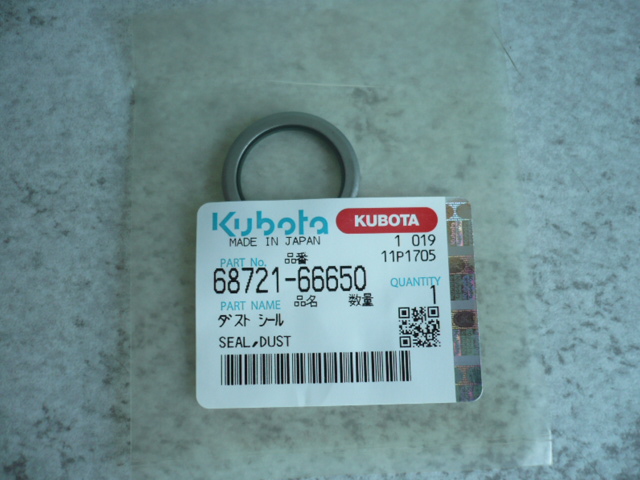 Kubota KUBOTA
MADE IN JAPAN 1 019
PART No. 品番 11P1705
68721-66650 QUANTITY
PART NAME 品名 数量 1
ダスト シール
SEAL,DUST